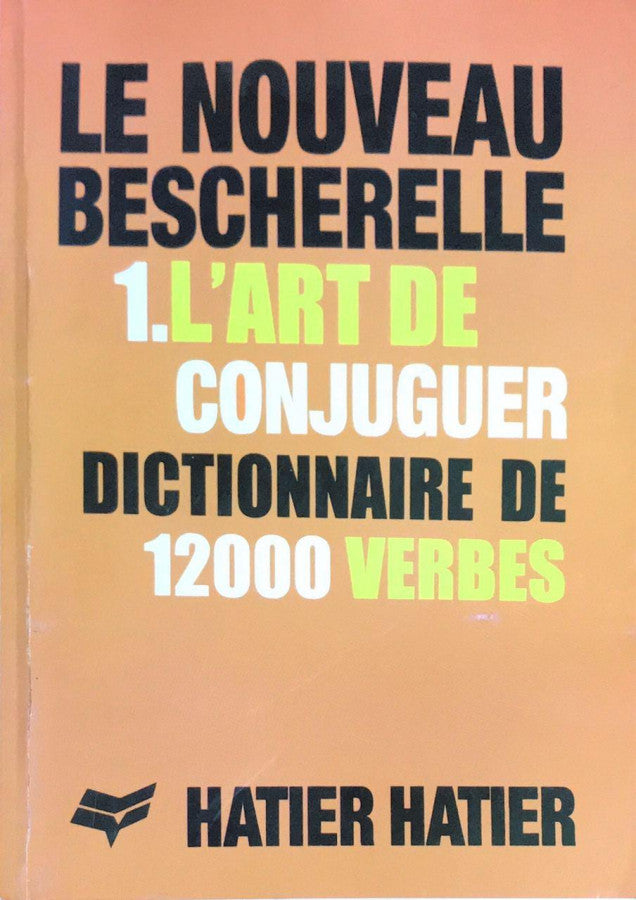 LE NOUVEAU
BESCHERELLE
1.L'ART DE
CONJUGUER
DICTIONNAIRE DE
12000 VERBES
HATIER HATIER